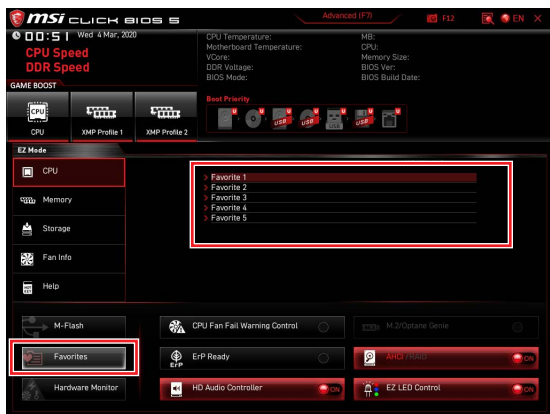 msi CLICK BIOS 5
Advanced (F7)
F12
EN
X
00:51 Wed 4 Mar, 2020
CPU Speed
DDR Speed
CPU Temperature:
Motherboard Temperature:
VCore:
DDR Voltage:
BIOS Mode:
MB:
CPU:
Memory Size:
BIOS Ver:
BIOS Build Date:
GAME BOOST
CPU
XMP Profile 1
XMP Profile 2
Boot Priority
U U U U U U U
USB USB USB
EZ Mode
CPU
Memory
Storage
Fan Info
Help
> Favorite 1
> Favorite 2
> Favorite 3
> Favorite 4
> Favorite 5
M-Flash
CPU Fan Fail Warning Control
M.2/Optane Genie
Favorites
ErP
ErP Ready
AHCI /RAID
ON
Hardware Monitor
HD Audio Controller
ON
EZ LED Control
ON